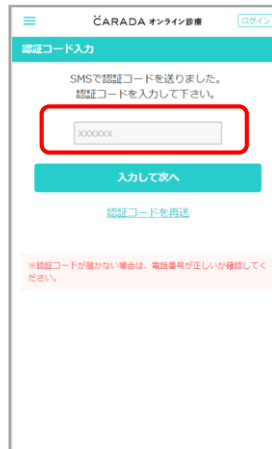 CARADA オンライン診療
ログイン
認証コード入力
SMSで認証コードを送りました。
認証コードを入力して下さい。
xxxxxx
入力して次へ
認証コードを再送
※認証コードが届かない場合は、電話番号が正しいか確認してく
ださい。